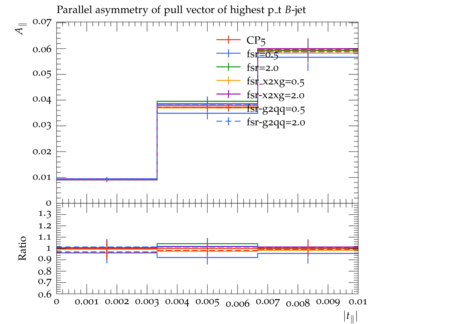 Parallel asymmetry of pull vector of highest p_t B-jet
A∥
0.07
0.06
0.05
0.04
0.03
0.02
0.01
0
CP5
fsr=0.5
fsr=2.0
fsr_x2xg=0.5
fsr-x2xg=2.0
fsr-g2qq=0.5
fsr-g2qq=2.0
Ratio
1.3
1.2
1.1
1
0.9
0.8
0.7
0.6
0 0.001 0.002 0.003 0.004 0.005 0.006 0.007 0.008 0.009 0.01
|t∥|